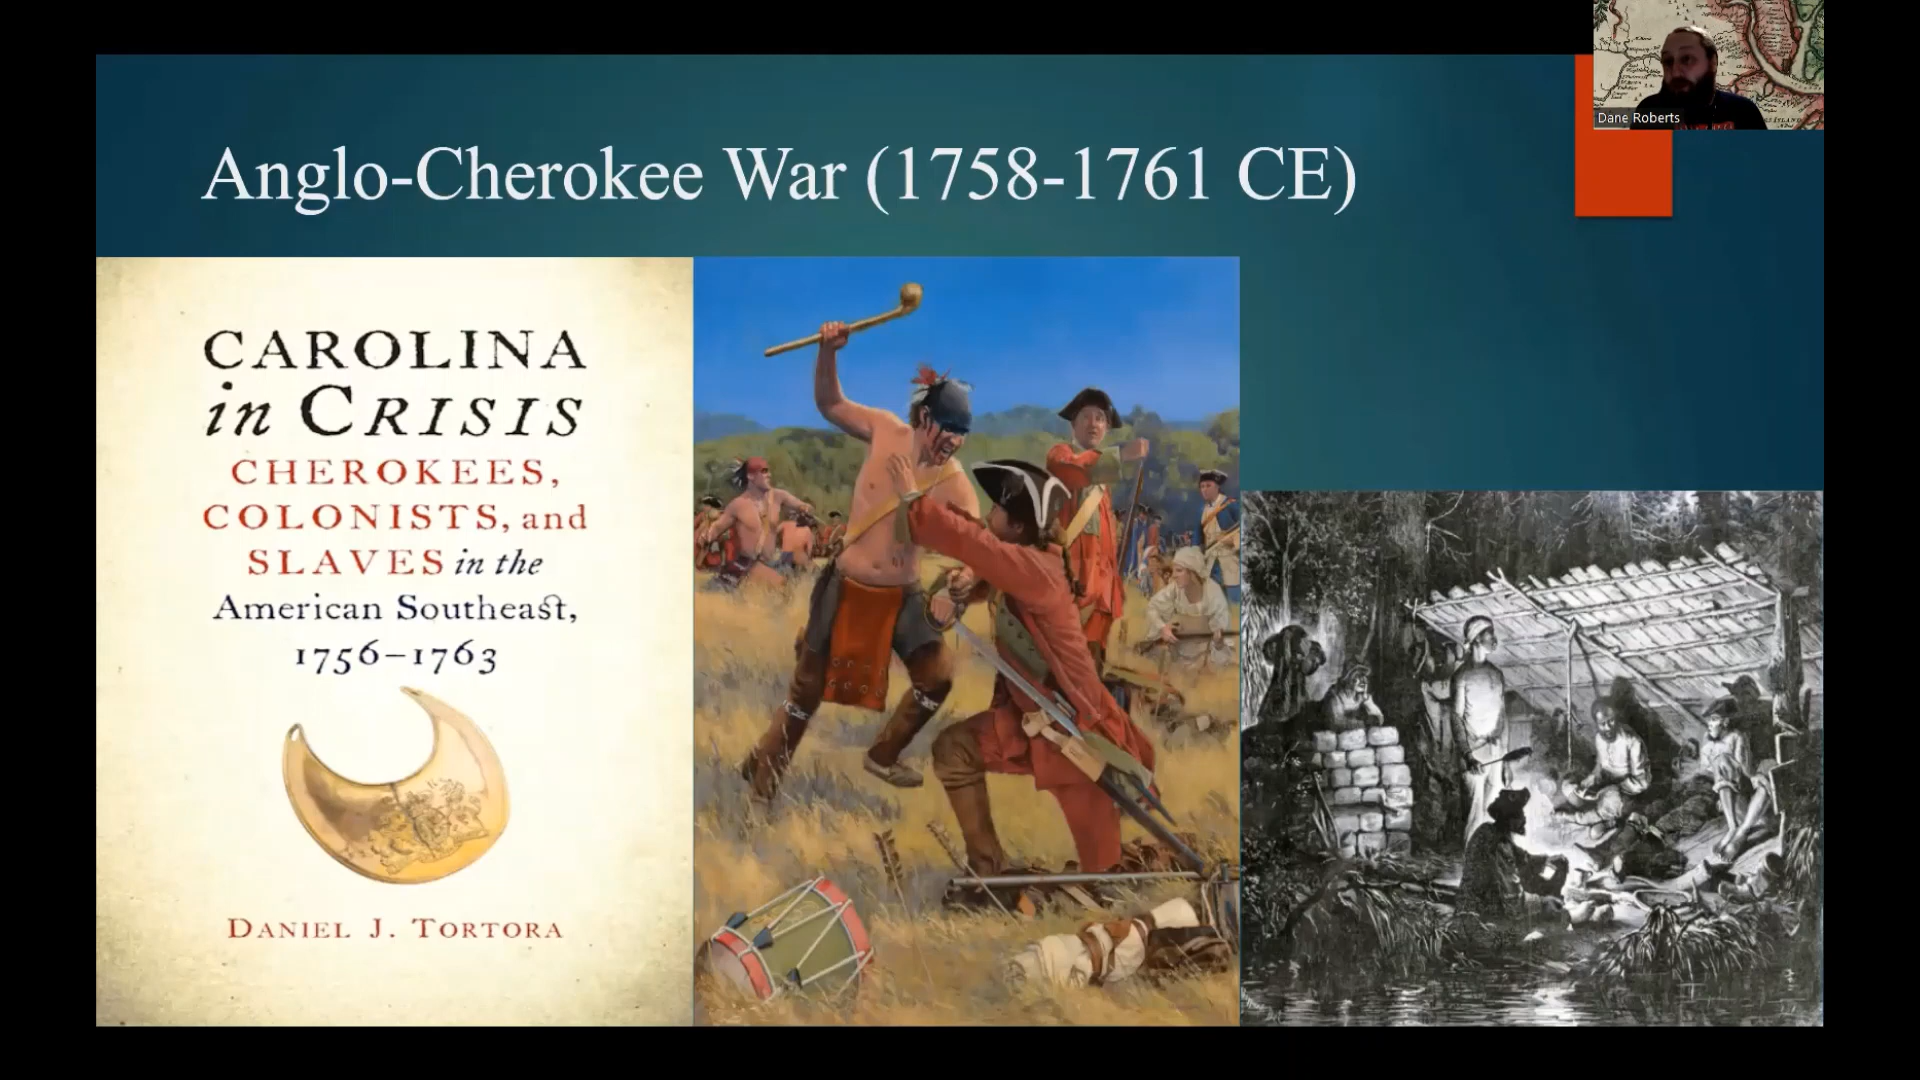 Dane Roberts
Anglo-Cherokee War (1758-1761 CE)
CAROLINA
in CRISIS
CHEROKEES,
COLONISTS, and
SLAVES in the
American Southeast,
1756–1763
DANIEL J. TORTORA